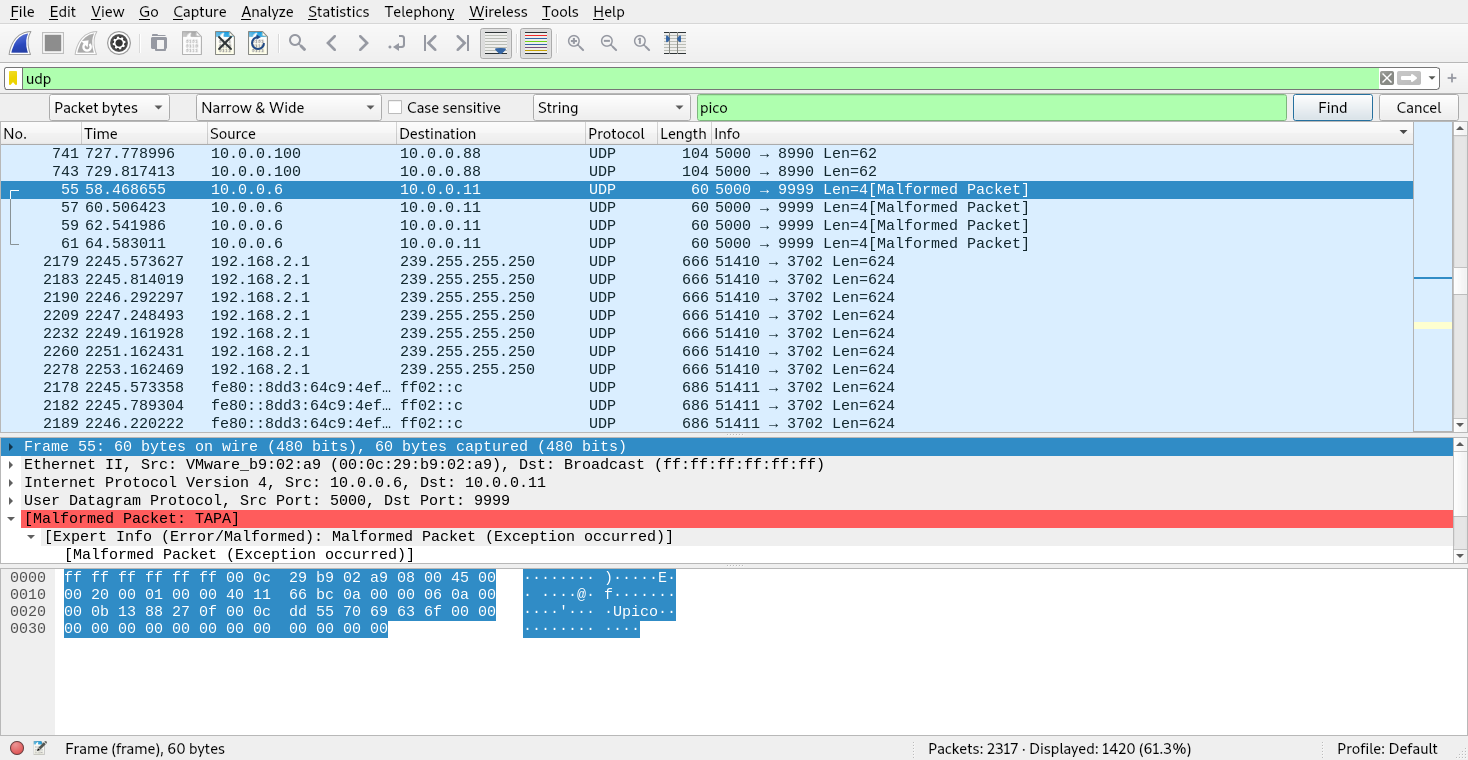 File Edit View Go Capture Analyze Statistics Telephony Wireless Tools Help
udp
Packet bytes Narrow & Wide Case sensitive String pico Find Cancel
No. Time Source Destination Protocol Length Info
741 727.778996 10.0.0.100 10.0.0.88 UDP 104 5000 → 8990 Len=62
743 729.817413 10.0.0.100 10.0.0.88 UDP 104 5000 → 8990 Len=62
55 58.468655 10.0.0.6 10.0.0.11 UDP 60 5000 → 9999 Len=4[Malformed Packet]
57 60.506423 10.0.0.6 10.0.0.11 UDP 60 5000 → 9999 Len=4[Malformed Packet]
59 62.541986 10.0.0.6 10.0.0.11 UDP 60 5000 → 9999 Len=4[Malformed Packet]
61 64.583011 10.0.0.6 10.0.0.11 UDP 60 5000 → 9999 Len=4[Malformed Packet]
2179 2245.573627 192.168.2.1 239.255.255.250 UDP 666 51410 → 3702 Len=624
2183 2245.814019 192.168.2.1 239.255.255.250 UDP 666 51410 → 3702 Len=624
2190 2246.292297 192.168.2.1 239.255.255.250 UDP 666 51410 → 3702 Len=624
2209 2247.248493 192.168.2.1 239.255.255.250 UDP 666 51410 → 3702 Len=624
2232 2249.161928 192.168.2.1 239.255.255.250 UDP 666 51410 → 3702 Len=624
2260 2251.162431 192.168.2.1 239.255.255.250 UDP 666 51410 → 3702 Len=624
2278 2253.162469 192.168.2.1 239.255.255.250 UDP 666 51410 → 3702 Len=624
2178 2245.573358 fe80::8dd3:64c9:4ef… ff02::c UDP 686 51411 → 3702 Len=624
2182 2245.789304 fe80::8dd3:64c9:4ef… ff02::c UDP 686 51411 → 3702 Len=624
2189 2246.220222 fe80::8dd3:64c9:4ef… ff02::c UDP 686 51411 → 3702 Len=624
Frame 55: 60 bytes on wire (480 bits), 60 bytes captured (480 bits)
Ethernet II, Src: VMware_b9:02:a9 (00:0c:29:b9:02:a9), Dst: Broadcast (ff:ff:ff:ff:ff:ff)
Internet Protocol Version 4, Src: 10.0.0.6, Dst: 10.0.0.11
User Datagram Protocol, Src Port: 5000, Dst Port: 9999
[Malformed Packet: TAPA]
[Expert Info (Error/Malformed): Malformed Packet (Exception occurred)]
[Malformed Packet (Exception occurred)]
0000 ff ff ff ff ff ff 00 0c 29 b9 02 a9 08 00 45 00 ········ )·····E·
0010 00 20 00 01 00 00 40 11 66 bc 0a 00 00 06 0a 00 · ····@· f·······
0020 00 0b 13 88 27 0f 00 0c dd 55 70 69 63 6f 00 00 ····'··· ·Upico··
0030 00 00 00 00 00 00 00 00 00 00 00 00 ········ ····
Frame (frame), 60 bytes Packets: 2317 · Displayed: 1420 (61.3%) Profile: Default